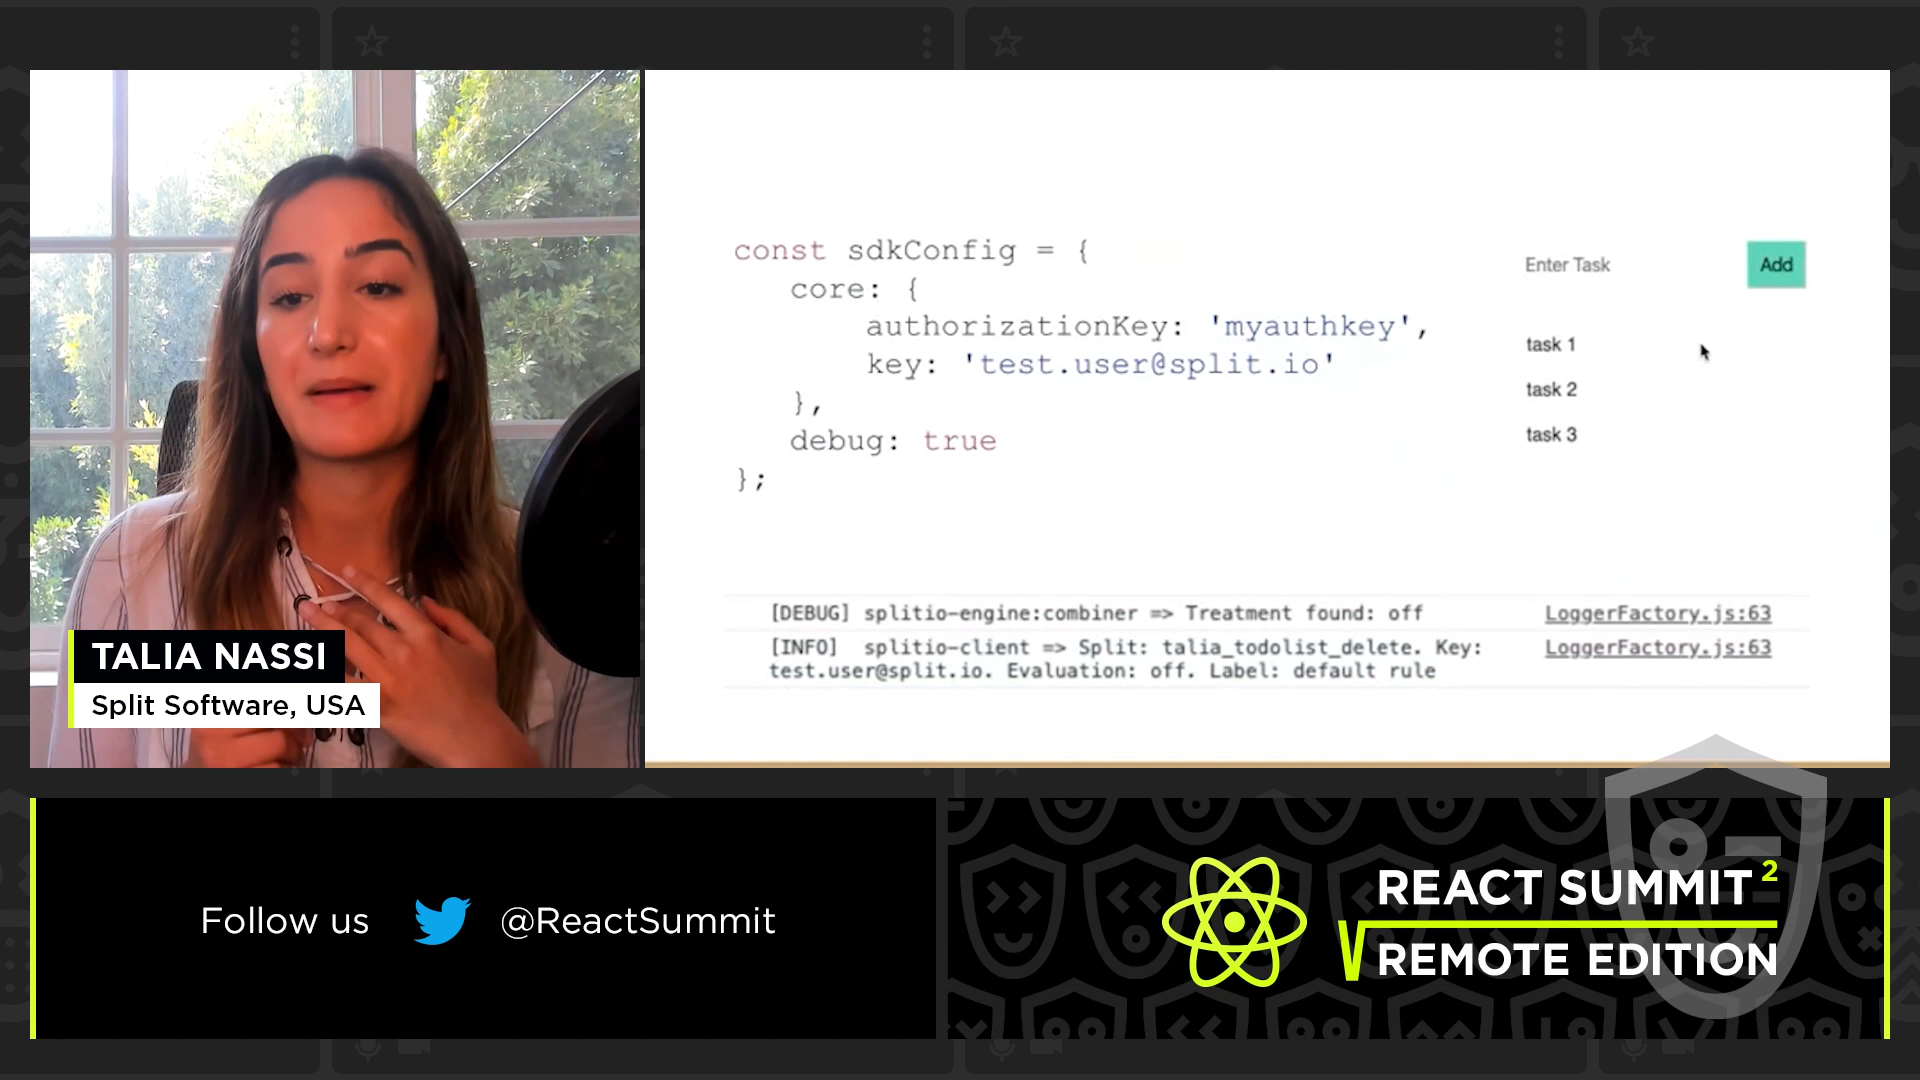 const sdkConfig = {
core: {
authorizationKey: 'myauthkey',
key: 'test.user@split.io'
},
debug: true
};
Enter Task
Add
task 1
task 2
task 3
[DEBUG] splitio-engine:combiner => Treatment found: off
LoggerFactory.js:63
[INFO] splitio-client => Split: talia_todolist_delete. Key:
LoggerFactory.js:63
test.user@split.io. Evaluation: off. Label: default rule
TALIA NASSI
Split Software, USA
Follow us
@ReactSummit
REACT SUMMIT 2
REMOTE EDITION